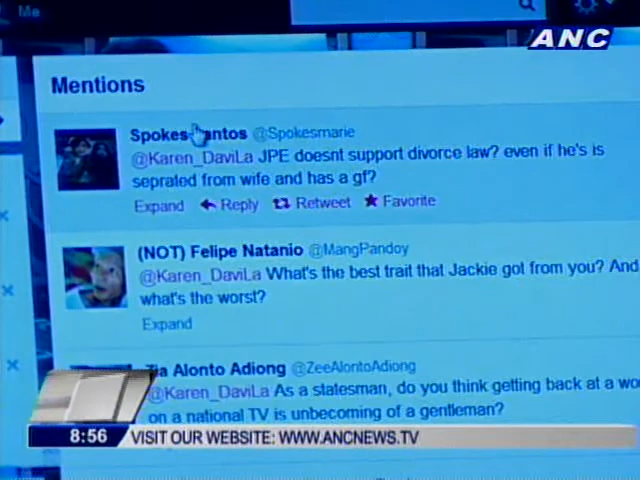 Me
ANC
Mentions
Spokes antos @Spokesmarie
@Karen_DaviLa JPE doesnt support divorce law? even if he's is
seprated from wife and has a gf?
Expand Reply Retweet Favorite
(NOT) Felipe Natanio @MangPandoy
@Karen_DaviLa What's the best trait that Jackie got from you? And
what's the worst?
Expand
Alonto Adiong @ZeeAlontoAdiong
@Karen_DaviLa As a statesman, do you think getting back at a wo
on a national TV is unbecoming of a gentleman?
8:56 VISIT OUR WEBSITE: WWW.ANCNEWS.TV